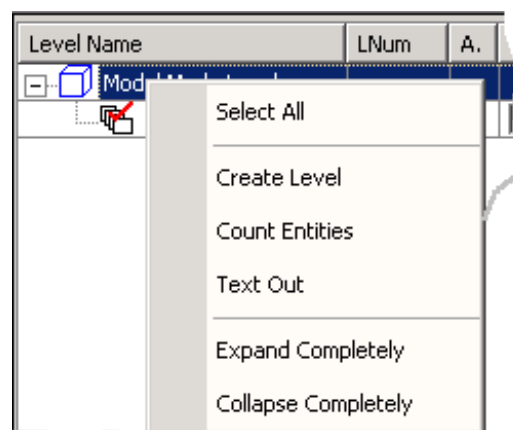 Level Name LNum A.
Select All
Create Level
Count Entities
Text Out
Expand Completely
Collapse Completely